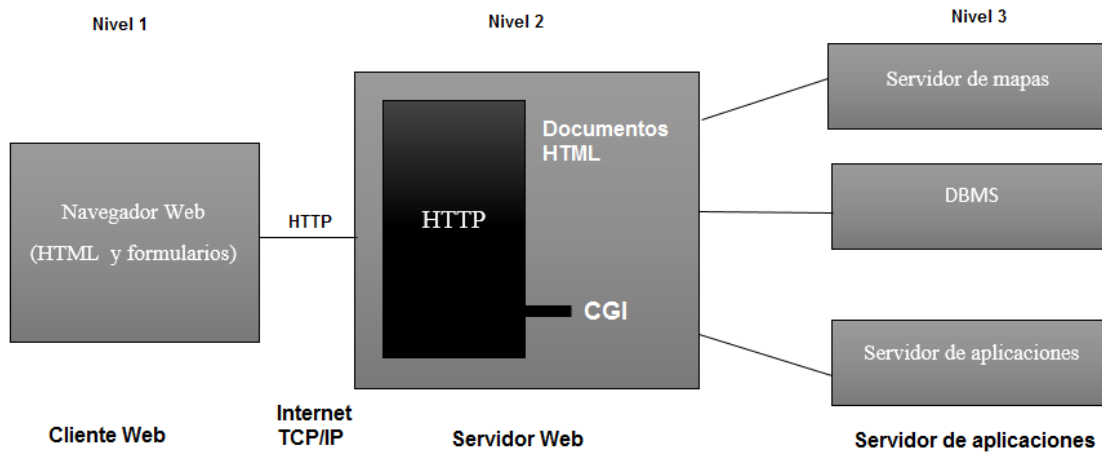 Nivel 1
Nivel 2
Nivel 3
Navegador Web
(HTML y formularios)
HTTP
HTTP
Documentos
HTML
CGI
Servidor de mapas
DBMS
Servidor de aplicaciones
Cliente Web
Internet
TCP/IP
Servidor Web
Servidor de aplicaciones